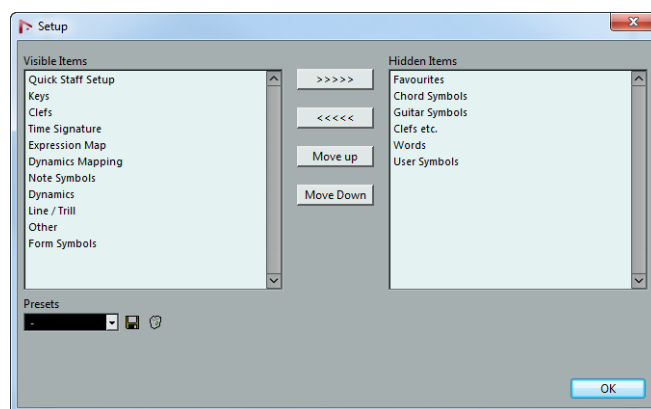 Setup
Visible Items
Quick Staff Setup
Keys
Clefs
Time Signature
Expression Map
Dynamics Mapping
Note Symbols
Dynamics
Line / Trill
Other
Form Symbols
>>>>>
<<<<<
Move up
Move Down
Hidden Items
Favourites
Chord Symbols
Guitar Symbols
Clefs etc.
Words
User Symbols
Presets
-
OK